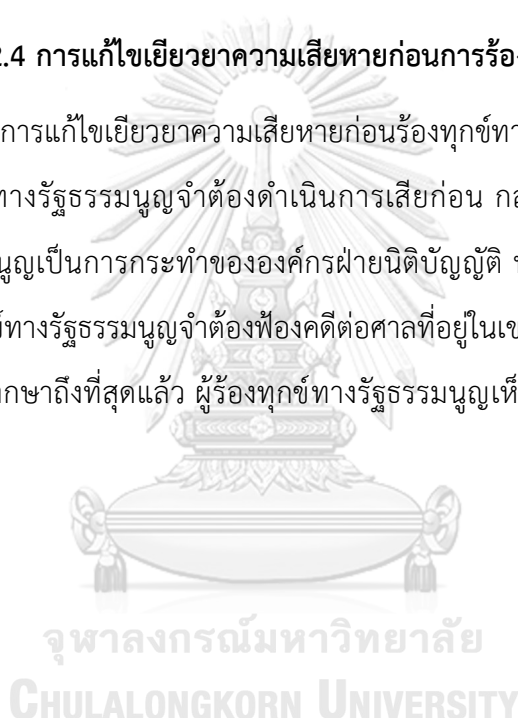 2.4 การแก้ไขเยียวยาความเสียหายก่อนการร้อง
การแก้ไขเยียวยาความเสียหายก่อนร้องทุกข์ทา
ทางรัฐธรรมนูญจำต้องดำเนินการเสียก่อน
นูญเป็นการกระทำขององค์กรฝ่ายนิติบัญญัติ
์ทางรัฐธรรมนูญจำต้องฟ้องคดีต่อศาลที่อยู่ในเข
กษาถึงที่สุดแล้ว ผู้ร้องทุกข์ทางรัฐธรรมนูญเห็
จุฬาลงกรณ์มหาวิทยาลัย
CHULALONGKORN UNIVERSITY